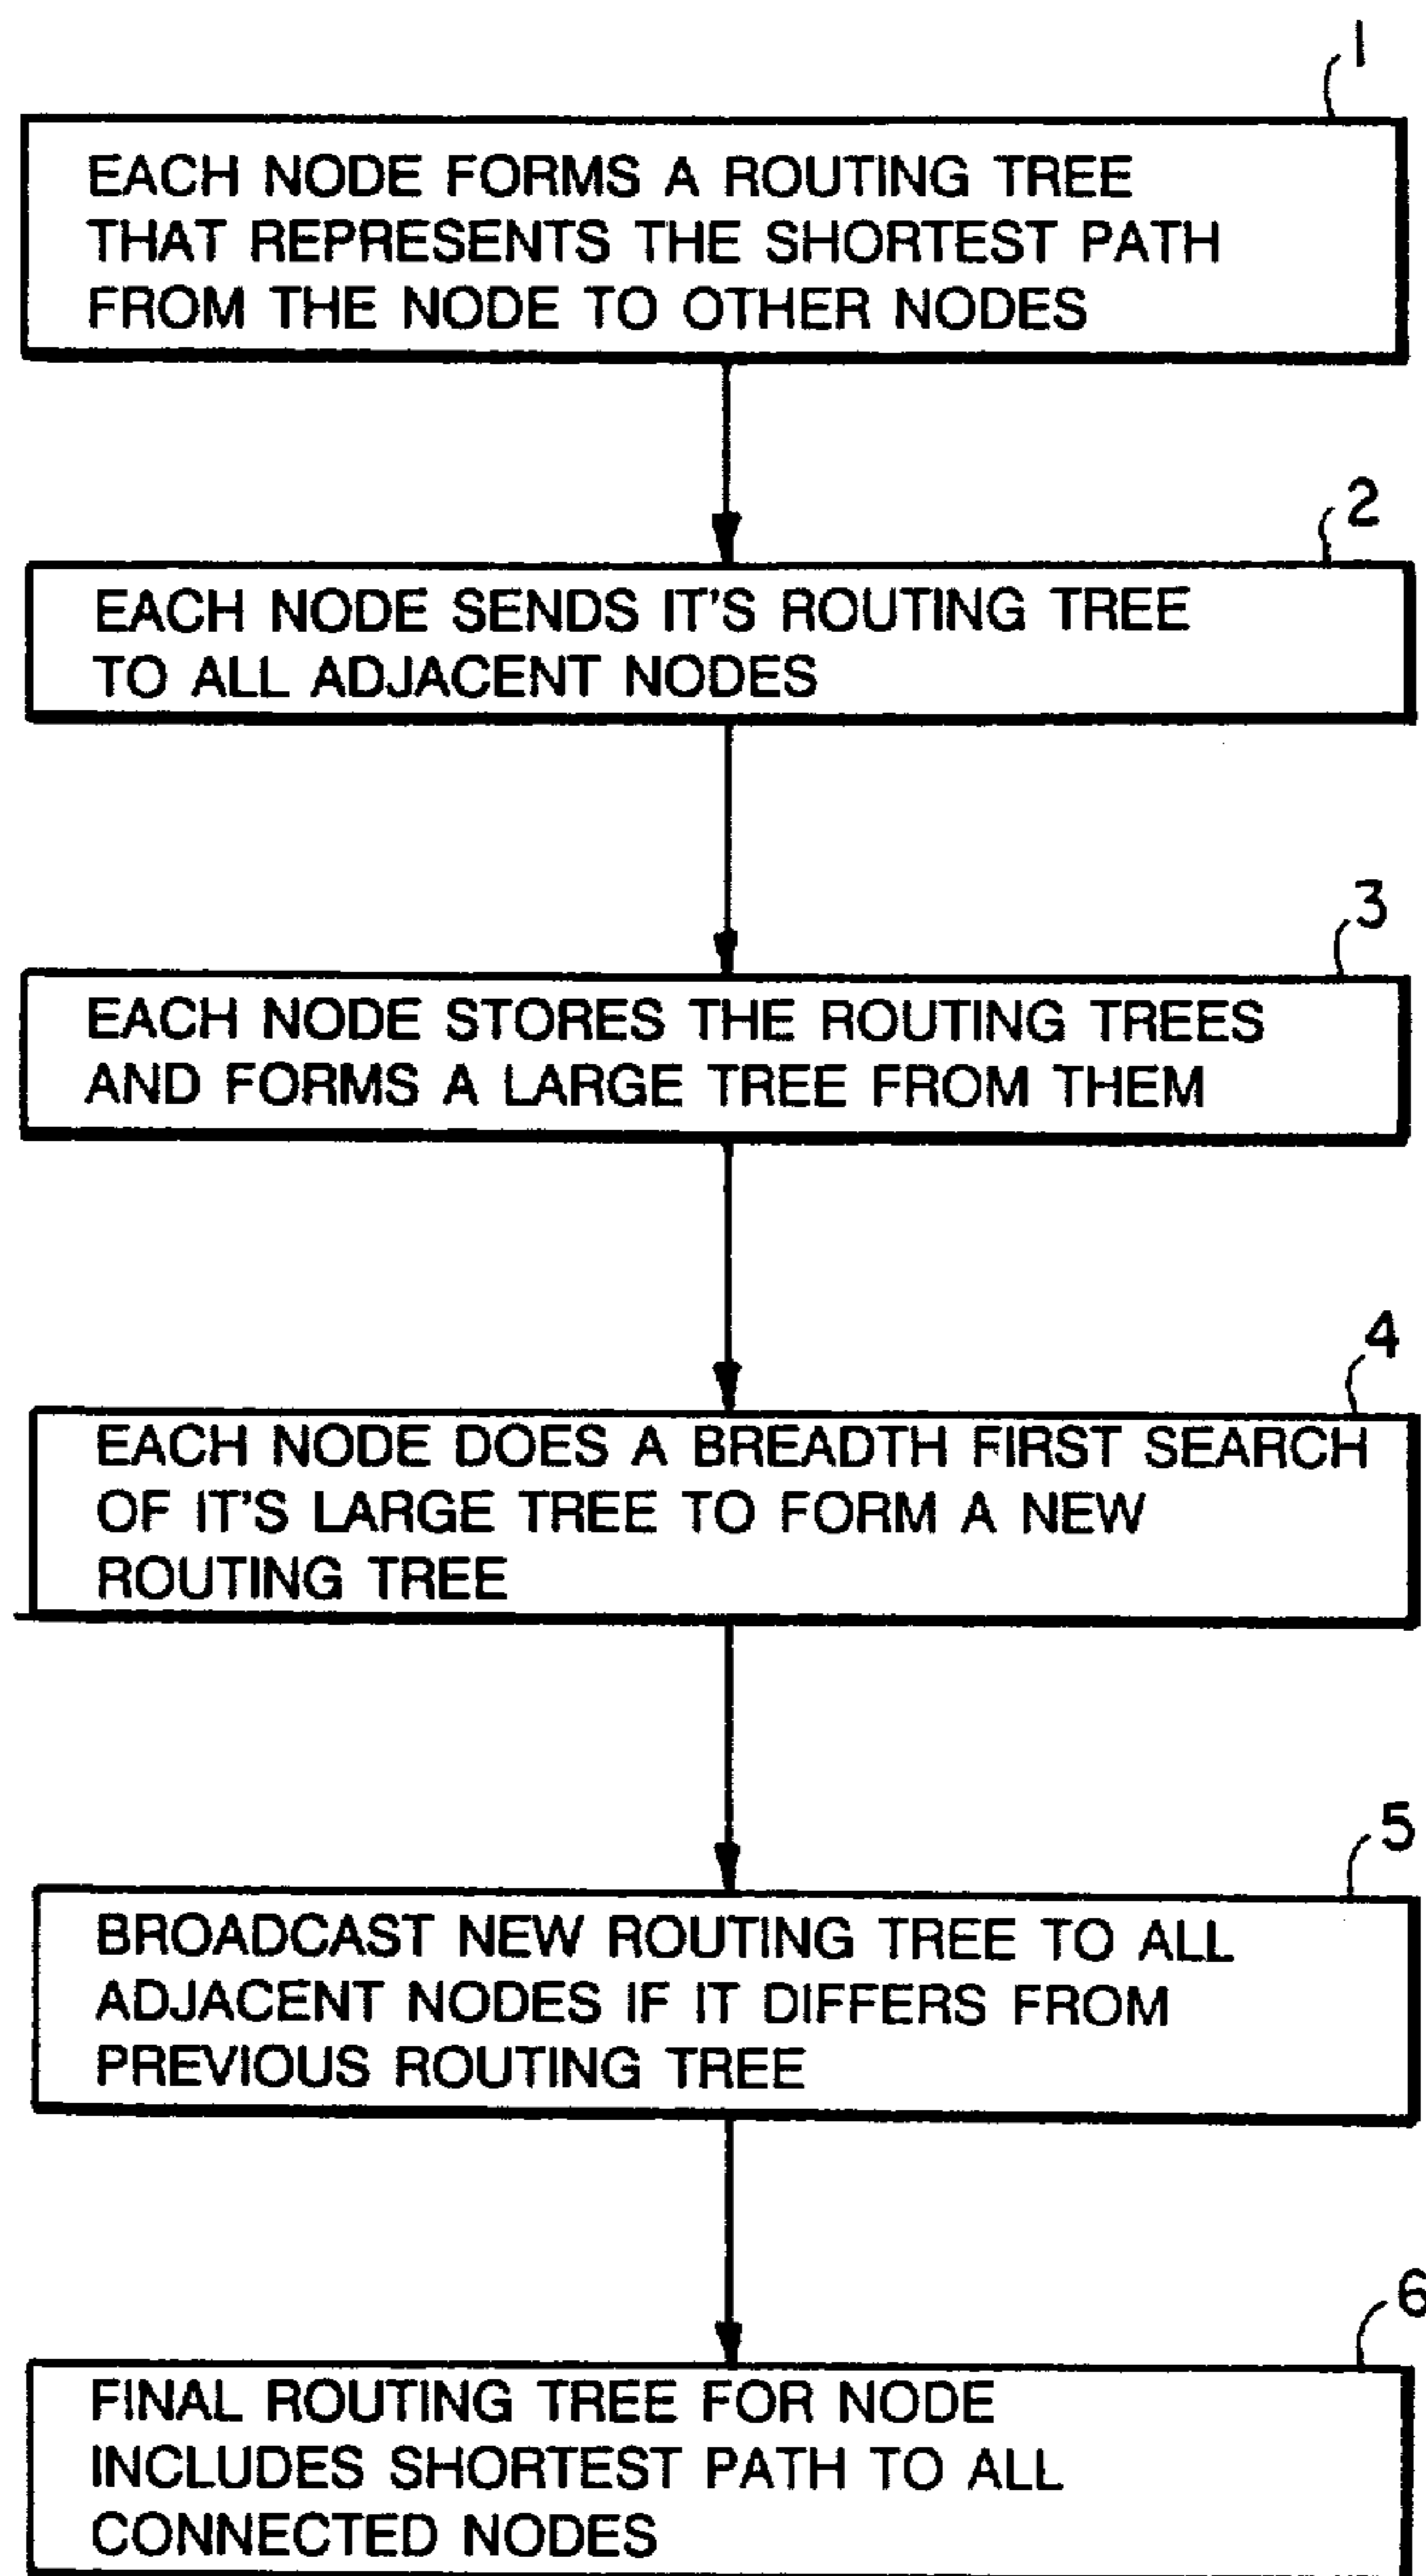 1
EACH NODE FORMS A ROUTING TREE
THAT REPRESENTS THE SHORTEST PATH
FROM THE NODE TO OTHER NODES
2
EACH NODE SENDS IT'S ROUTING TREE
TO ALL ADJACENT NODES
3
EACH NODE STORES THE ROUTING TREES
AND FORMS A LARGE TREE FROM THEM
4
EACH NODE DOES A BREADTH FIRST SEARCH
OF IT'S LARGE TREE TO FORM A NEW
ROUTING TREE
5
BROADCAST NEW ROUTING TREE TO ALL
ADJACENT NODES IF IT DIFFERS FROM
PREVIOUS ROUTING TREE
6
FINAL ROUTING TREE FOR NODE
INCLUDES SHORTEST PATH TO ALL
CONNECTED NODES